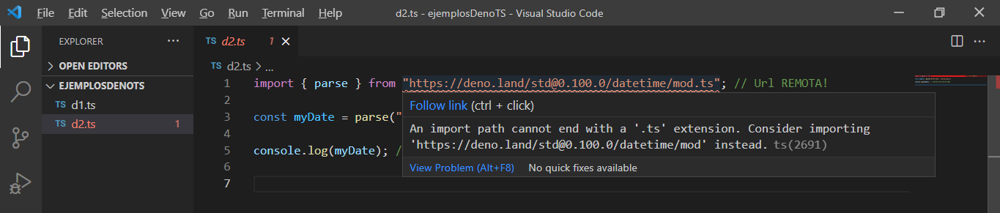 File Edit Selection View Go Run Terminal Help d2.ts - ejemplosDenoTS - Visual Studio Code
EXPLORER ...
OPEN EDITORS
EJEMPLOSDENOTS
TS d1.ts
TS d2.ts 1
TS d2.ts 1
TS d2.ts > ...
1 import { parse } from "https://deno.land/std@0.100.0/datetime/mod.ts"; // Url REMOTA!
2
3 const myDate = parse("
4
5 console.log(myDate); /
6
7
Follow link (ctrl + click)
An import path cannot end with a '.ts' extension. Consider importing
'https://deno.land/std@0.100.0/datetime/mod' instead. ts(2691)
View Problem (Alt+F8) No quick fixes available